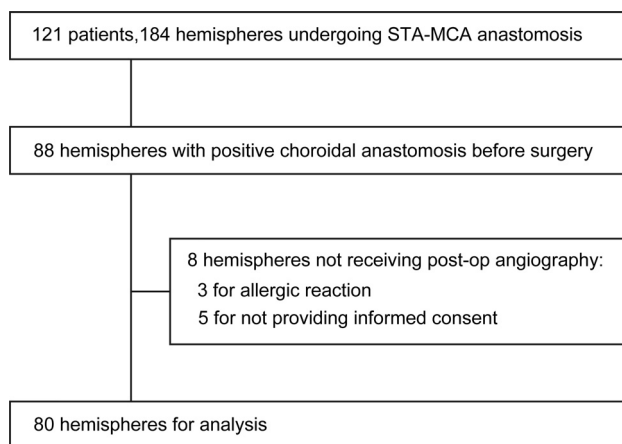 121 patients,184 hemispheres undergoing STA-MCA anastomosis
88 hemispheres with positive choroidal anastomosis before surgery
8 hemispheres not receiving post-op angiography:
3 for allergic reaction
5 for not providing informed consent
80 hemispheres for analysis